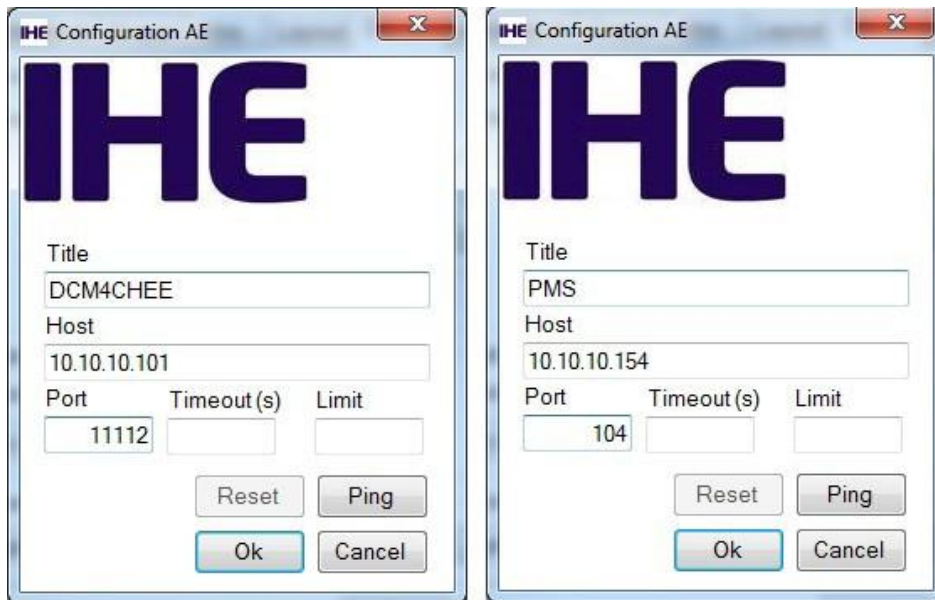 IHE Configuration AE
IHE
Title
DCM4CHEE
Host
10.10.10.101
Port Timeout (s) Limit
11112
Reset Ping
Ok Cancel
IHE Configuration AE
IHE
Title
PMS
Host
10.10.10.154
Port Timeout (s) Limit
104
Reset Ping
Ok Cancel